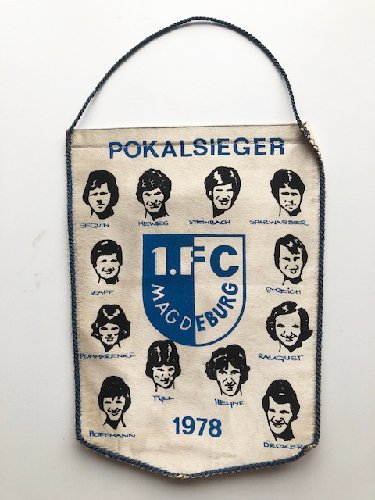 POKALSIEGER
SEGUIN MEWES STEINBACH SPARWASSER
1.FC
MAGDEBURG
ZAPF STREICH
POMMERENKE RAUGUST
TYLL HEYNE
HOFFMANN DECKER
1978